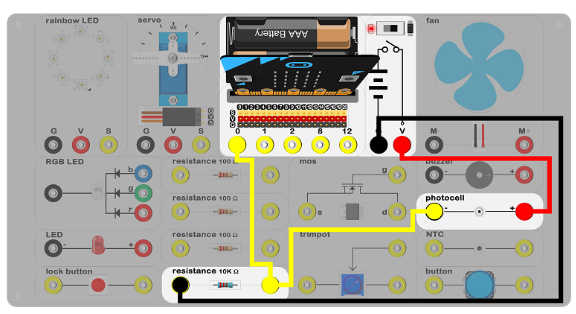 rainbow LED
servo
AAA Battery
fan
0 1 2 8 12
V
G V S
G V S
M- M+
RGB LED
b
g
r
resistance 100 Ω
resistance 100 Ω
resistance 100 Ω
mos
g
s d
buzzer
- +
photocell
- +
LED
- +
trimpot
NTC
lock button
resistance 10K Ω
button